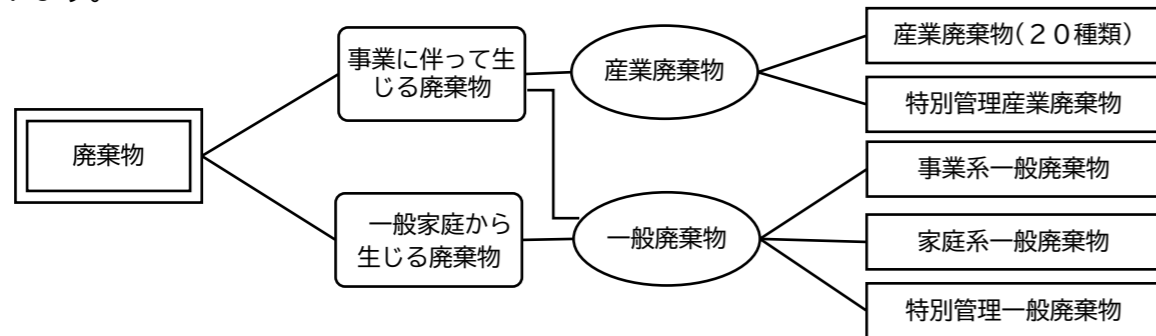 ります。
事業に伴って生
じる廃棄物
産業廃棄物
産業廃棄物(２０種類)
特別管理産業廃棄物
廃棄物
事業系一般廃棄物
一般家庭から
生じる廃棄物
一般廃棄物
家庭系一般廃棄物
特別管理一般廃棄物